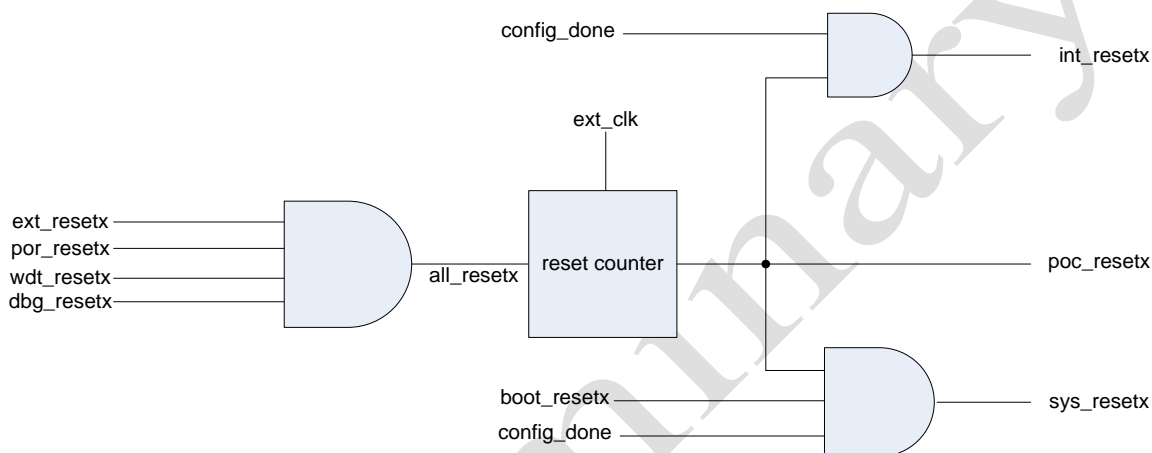 config_done
int_resetx
ext_clk
ext_resetx
por_resetx
wdt_resetx
dbg_resetx
all_resetx
reset counter
poc_resetx
boot_resetx
config_done
sys_resetx